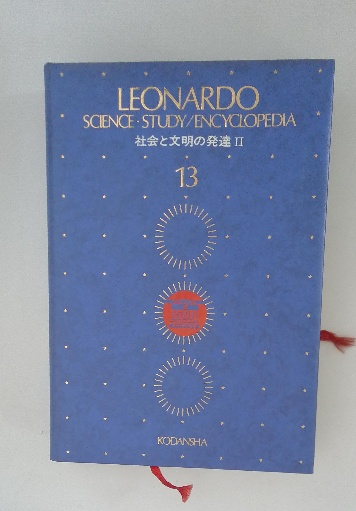 LEONARDO
SCIENCE·STUDY/ENCYCLOPEDIA
社会と文明の発達 II
13
KODANSHA